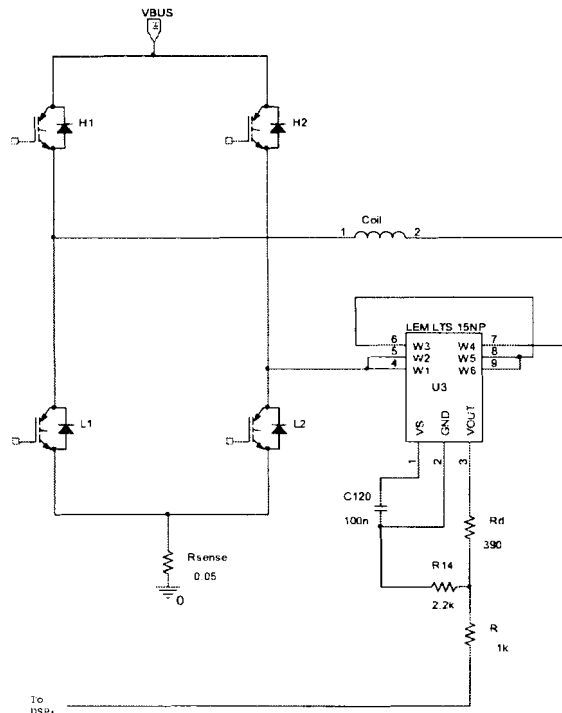 VBUS
H1
H2
Coil
1
2
LEM LTS 15NP
6
W3
W4
7
5
W2
W5
8
4
W1
W6
9
U3
VS
GND
VOUT
1
2
3
L1
L2
C120
100n
Rd
390
Rsense
0.05
0
R14
2.2k
R
1k
To
DSP.